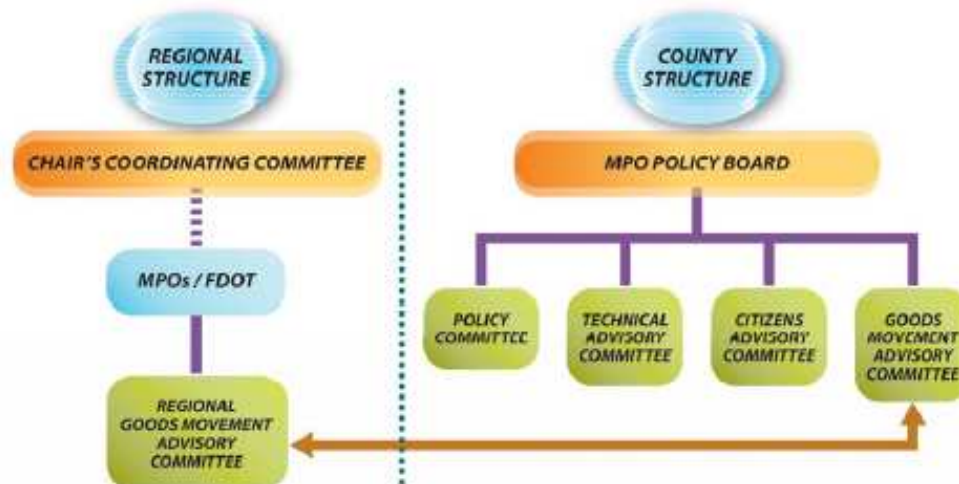 REGIONAL
STRUCTURE
CHAIR'S COORDINATING COMMITTEE
MPOs / FDOT
REGIONAL
GOODS MOVEMENT
ADVISORY
COMMITTEE
COUNTY
STRUCTURE
MPO POLICY BOARD
POLICY
COMMITTEE
TECHNICAL
ADVISORY
COMMITTEE
CITIZENS
ADVISORY
COMMITTEE
GOODS
MOVEMENT
ADVISORY
COMMITTEE